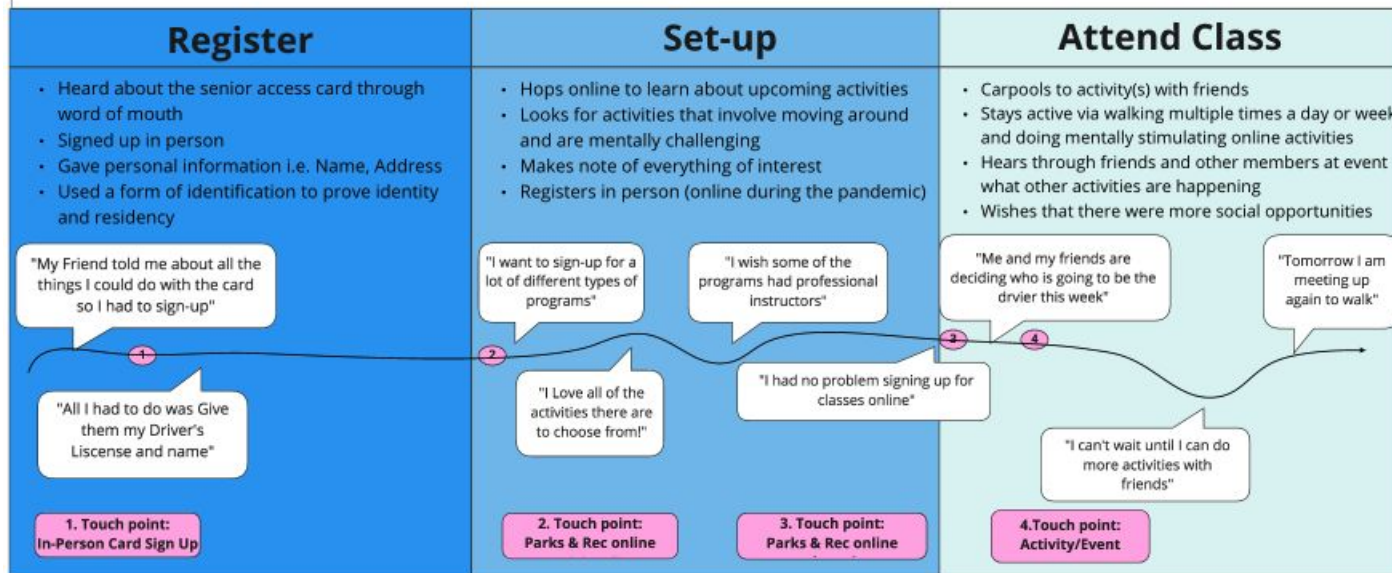 Register
Set-up
Attend Class
• Heard about the senior access card through
word of mouth
• Signed up in person
• Gave personal information i.e. Name, Address
• Used a form of identification to prove identity
and residency
• Hops online to learn about upcoming activities
• Looks for activities that involve moving around
and are mentally challenging
• Makes note of everything of interest
• Registers in person (online during the pandemic)
• Carpools to activity(s) with friends
• Stays active via walking multiple times a day or week
and doing mentally stimulating online activities
• Hears through friends and other members at event
what other activities are happening
• Wishes that there were more social opportunities
"My Friend told me about all the
things I could do with the card
so I had to sign-up"
"I want to sign-up for a
lot of different types of
programs"
"I wish some of the
programs had professional
instructors"
"Me and my friends are
deciding who is going to be the
drvier this week"
"Tomorrow I am
meeting up
again to walk"
1
2
3
4
"All I had to do was Give
them my Driver's
Liscense and name"
"I Love all of the
activities there are
to choose from!"
"I had no problem signing up for
classes online"
"I can't wait until I can do
more activities with
friends"
1. Touch point:
In-Person Card Sign Up
2. Touch point:
Parks & Rec online
3. Touch point:
Parks & Rec online
4.Touch point:
Activity/Event